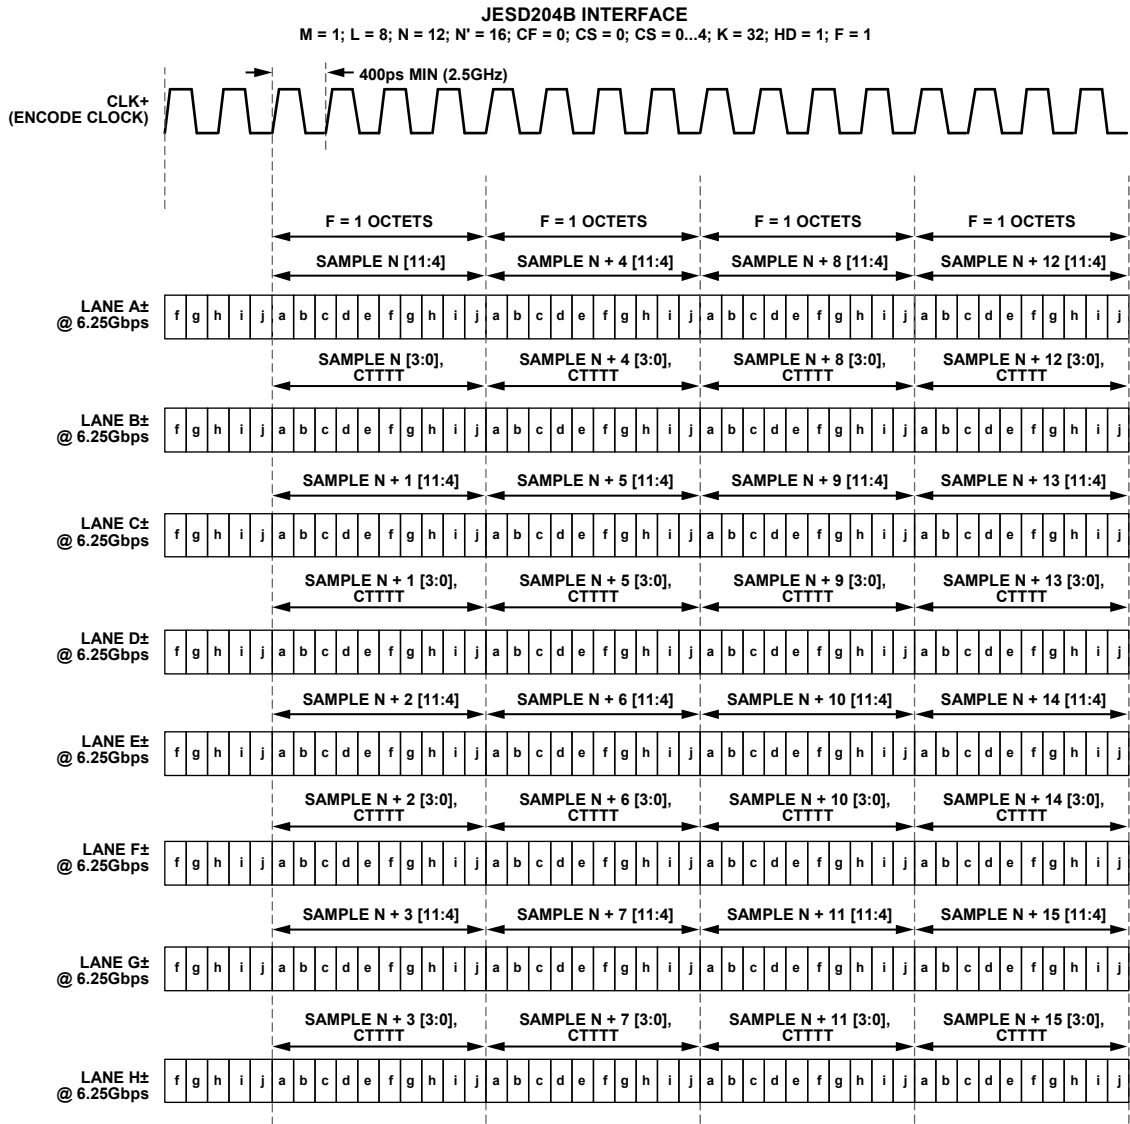 JESD204B INTERFACE
M = 1; L = 8; N = 12; N' = 16; CF = 0; CS = 0; CS = 0...4; K = 32; HD = 1; F = 1
400ps MIN (2.5GHz)
CLK+
(ENCODE CLOCK)
F = 1 OCTETS F = 1 OCTETS F = 1 OCTETS F = 1 OCTETS
SAMPLE N [11:4] SAMPLE N + 4 [11:4] SAMPLE N + 8 [11:4] SAMPLE N + 12 [11:4]
LANE A±
@ 6.25Gbps
f g h i j a b c d e f g h i j a b c d e f g h i j a b c d e f g h i j a b c d e f g h i j
SAMPLE N [3:0], SAMPLE N + 4 [3:0], SAMPLE N + 8 [3:0], SAMPLE N + 12 [3:0],
CTTTT CTTTT CTTTT CTTTT
LANE B±
@ 6.25Gbps
f g h i j a b c d e f g h i j a b c d e f g h i j a b c d e f g h i j a b c d e f g h i j
SAMPLE N + 1 [11:4] SAMPLE N + 5 [11:4] SAMPLE N + 9 [11:4] SAMPLE N + 13 [11:4]
LANE C±
@ 6.25Gbps
f g h i j a b c d e f g h i j a b c d e f g h i j a b c d e f g h i j a b c d e f g h i j
SAMPLE N + 1 [3:0], SAMPLE N + 5 [3:0], SAMPLE N + 9 [3:0], SAMPLE N + 13 [3:0],
CTTTT CTTTT CTTTT CTTTT
LANE D±
@ 6.25Gbps
f g h i j a b c d e f g h i j a b c d e f g h i j a b c d e f g h i j a b c d e f g h i j
SAMPLE N + 2 [11:4] SAMPLE N + 6 [11:4] SAMPLE N + 10 [11:4] SAMPLE N + 14 [11:4]
LANE E±
@ 6.25Gbps
f g h i j a b c d e f g h i j a b c d e f g h i j a b c d e f g h i j a b c d e f g h i j
SAMPLE N + 2 [3:0], SAMPLE N + 6 [3:0], SAMPLE N + 10 [3:0], SAMPLE N + 14 [3:0],
CTTTT CTTTT CTTTT CTTTT
LANE F±
@ 6.25Gbps
f g h i j a b c d e f g h i j a b c d e f g h i j a b c d e f g h i j a b c d e f g h i j
SAMPLE N + 3 [11:4] SAMPLE N + 7 [11:4] SAMPLE N + 11 [11:4] SAMPLE N + 15 [11:4]
LANE G±
@ 6.25Gbps
f g h i j a b c d e f g h i j a b c d e f g h i j a b c d e f g h i j a b c d e f g h i j
SAMPLE N + 3 [3:0], SAMPLE N + 7 [3:0], SAMPLE N + 11 [3:0], SAMPLE N + 15 [3:0],
CTTTT CTTTT CTTTT CTTTT
LANE H±
@ 6.25Gbps
f g h i j a b c d e f g h i j a b c d e f g h i j a b c d e f g h i j a b c d e f g h i j